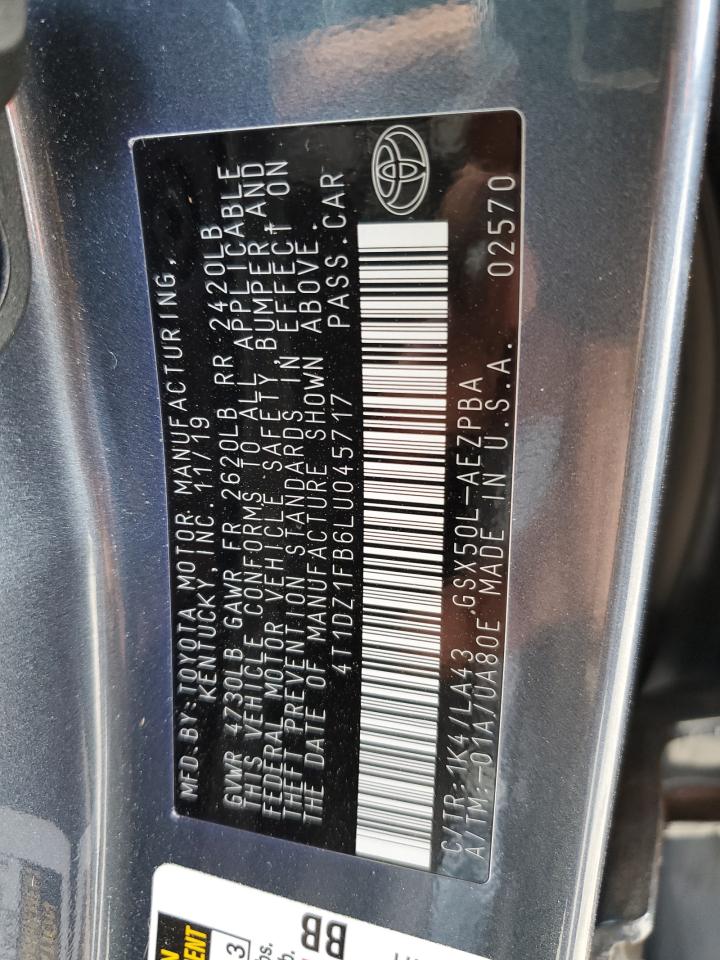 MFD.BY:TOYOTA MOTOR MANUFACTURING,
KENTUCKY,INC. 11/19
GVWR 4730LB GAWR FR 2620LB RR 2420LB
THIS VEHICLE CONFORMS TO ALL APPLICABLE
FEDERAL MOTOR VEHICLE SAFETY, BUMPER AND
THEFT PREVENTION STANDARDS IN EFFECT ON
THE DATE OF MANUFACTURE SHOWN ABOVE.
4T1DZ1FB6LU045717 PASS.CAR
C/TR:1K4/LA43 GSX50L-AEZPBA
A/TM:-01A/UA80E MADE IN U.S.A. 02570
3
BB